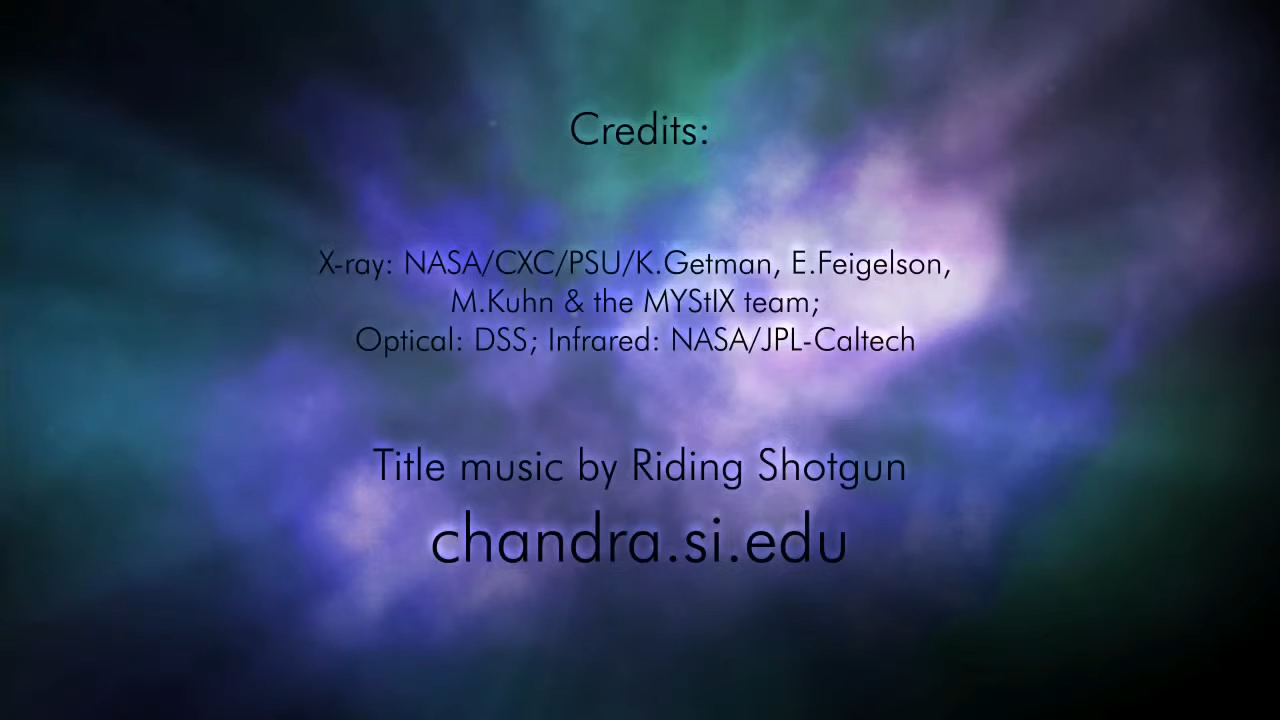 Credits:
X-ray: NASA/CXC/PSU/K.Getman, E.Feigelson,
M.Kuhn & the MYStIX team;
Optical: DSS; Infrared: NASA/JPL-Caltech
Title music by Riding Shotgun
chandra.si.edu